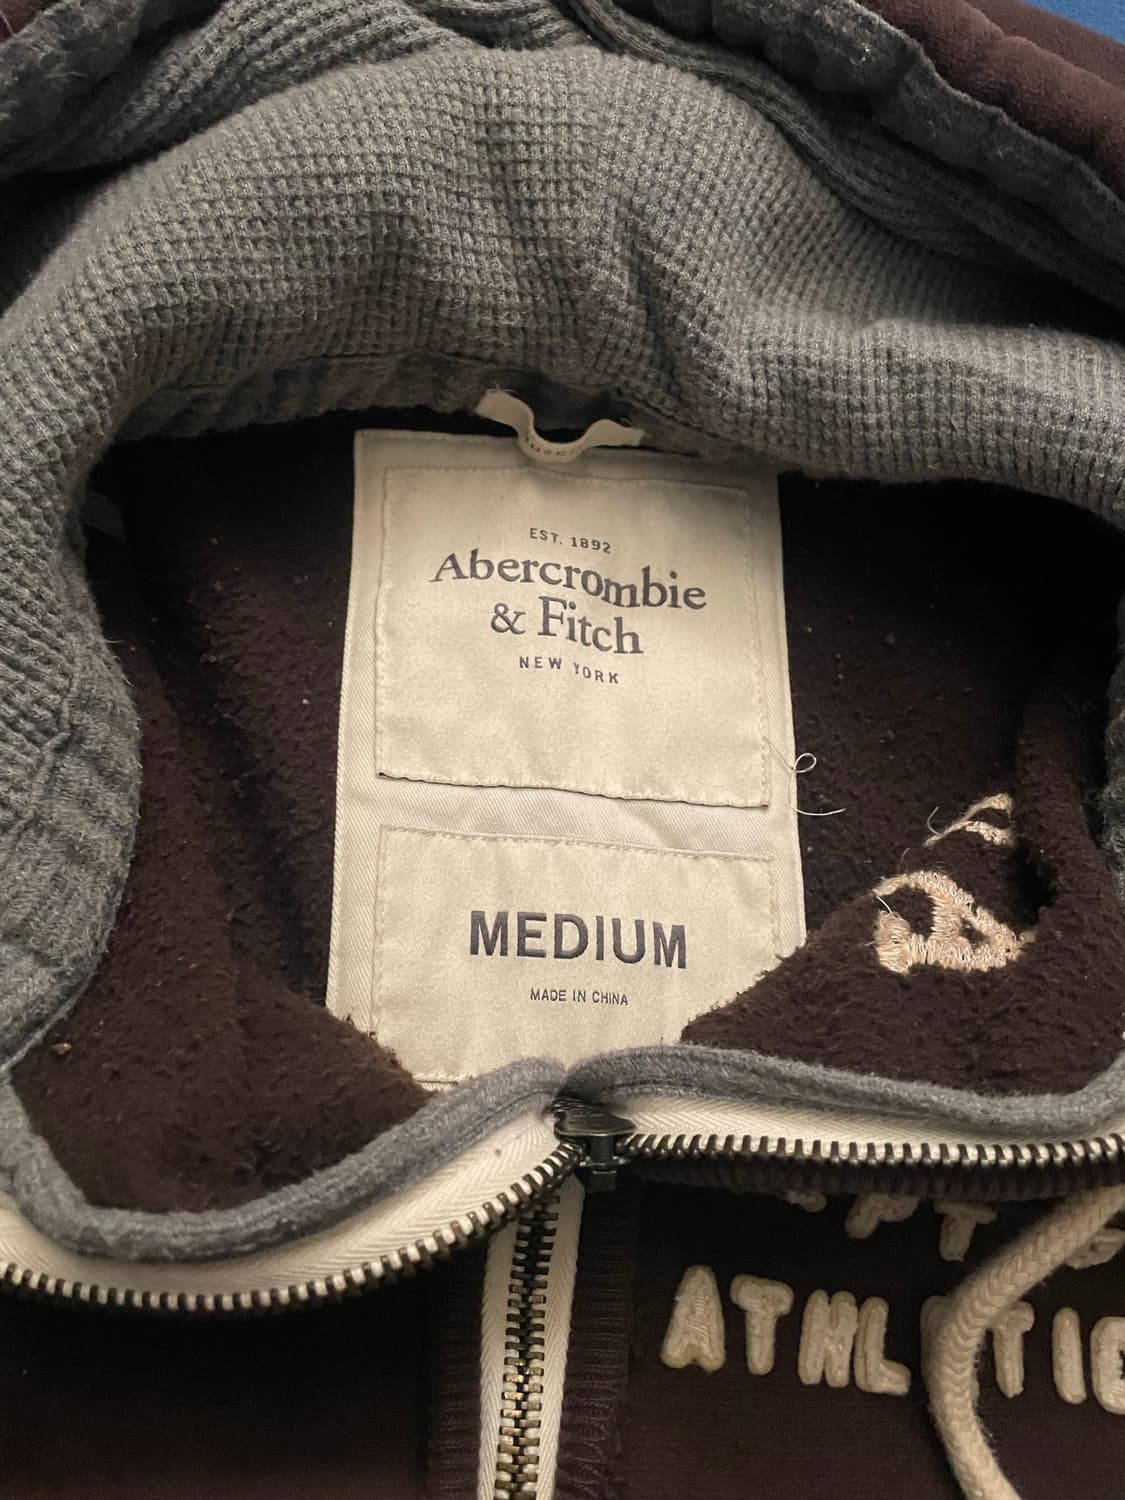 EST. 1892
Abercrombie
& Fitch
NEW YORK
MEDIUM
MADE IN CHINA